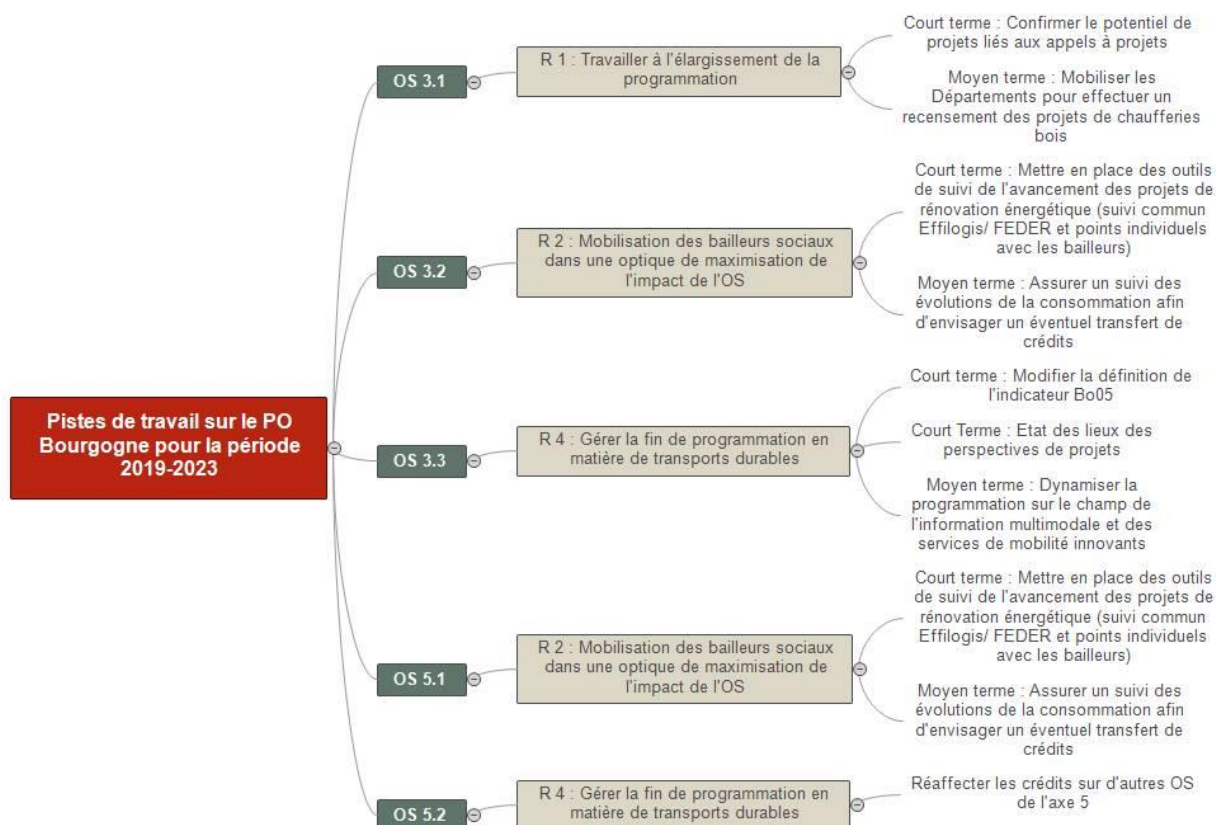 Pistes de travail sur le PO
Bourgogne pour la période
2019-2023
OS 3.1
R 1 : Travailler à l'élargissement de la
programmation
Court terme : Confirmer le potentiel de
projets liés aux appels à projets
Moyen terme : Mobiliser les
Départements pour effectuer un
recensement des projets de chaufferies
bois
OS 3.2
R 2 : Mobilisation des bailleurs sociaux
dans une optique de maximisation de
l'impact de l'OS
Court terme : Mettre en place des outils
de suivi de l'avancement des projets de
rénovation énergétique (suivi commun
Effilogis/ FEDER et points individuels
avec les bailleurs)
Moyen terme : Assurer un suivi des
évolutions de la consommation afin
d'envisager un éventuel transfert de
crédits
OS 3.3
R 4 : Gérer la fin de programmation en
matière de transports durables
Court terme : Modifier la définition de
l'indicateur Bo05
Court Terme : Etat des lieux des
perspectives de projets
Moyen terme : Dynamiser la
programmation sur le champ de
l'information multimodale et des
services de mobilité innovants
OS 5.1
R 2 : Mobilisation des bailleurs sociaux
dans une optique de maximisation de
l'impact de l'OS
Court terme : Mettre en place des outils
de suivi de l'avancement des projets de
rénovation énergétique (suivi commun
Effilogis/ FEDER et points individuels
avec les bailleurs)
Moyen terme : Assurer un suivi des
évolutions de la consommation afin
d'envisager un éventuel transfert de
crédits
OS 5.2
R 4 : Gérer la fin de programmation en
matière de transports durables
Réaffecter les crédits sur d'autres OS
de l'axe 5